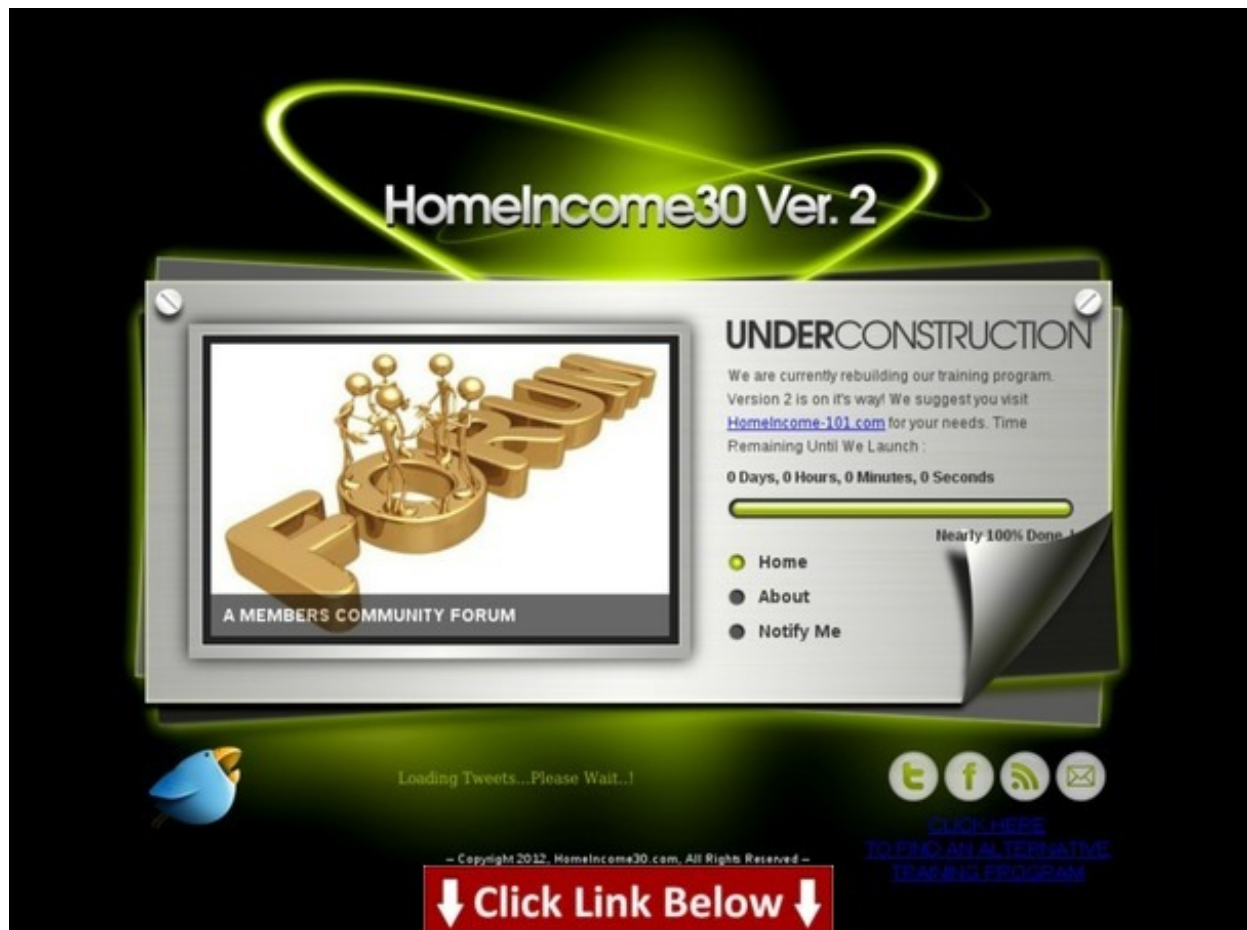 HomeIncome30 Ver. 2
FORUM
A MEMBERS COMMUNITY FORUM
UNDERCONSTRUCTION
We are currently rebuilding our training program.
Version 2 is on it's way! We suggest you visit
HomeIncome-101.com for your needs. Time
Remaining Until We Launch :
0 Days, 0 Hours, 0 Minutes, 0 Seconds
Nearly 100% Done..!
Home
About
Notify Me
Loading Tweets...Please Wait..!
CLICK HERE
TO FIND AN ALTERNATIVE
TRAINING PROGRAM
-- Copyright 2012, HomeIncome30.com, All Rights Reserved --
Click Link Below